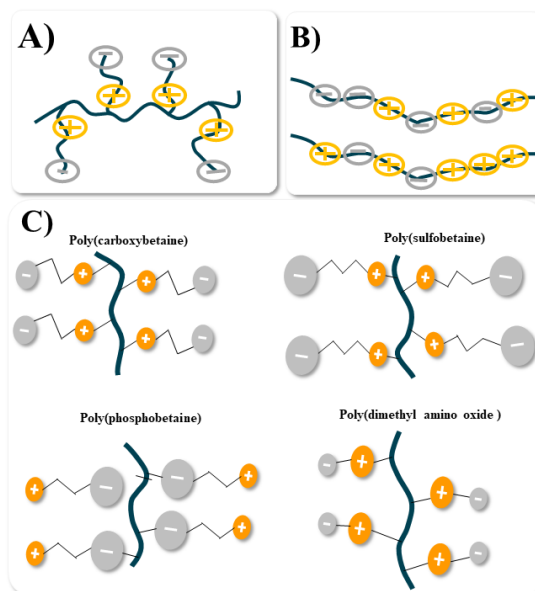 A)
B)
C)
Poly(carboxybetaine)
Poly(sulfobetaine)
Poly(phosphobetaine)
Poly(dimethyl amino oxide )